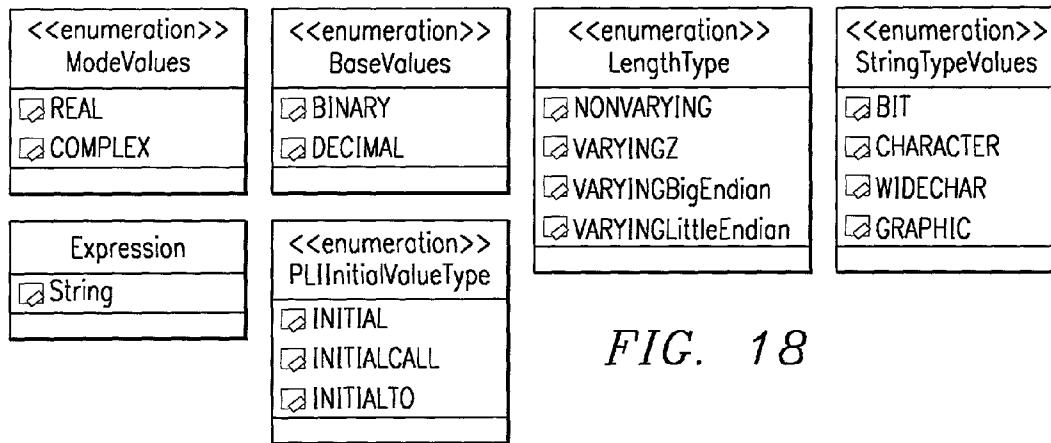 <<enumeration>>
ModeValues
REAL
COMPLEX
<<enumeration>>
BaseValues
BINARY
DECIMAL
<<enumeration>>
LengthType
NONVARYING
VARYINGZ
VARYINGBigEndian
VARYINGLittleEndian
<<enumeration>>
StringTypeValues
BIT
CHARACTER
WIDECHAR
GRAPHIC
Expression
String
<<enumeration>>
PLIInitialValueType
INITIAL
INITIALCALL
INITIALTO
FIG. 18